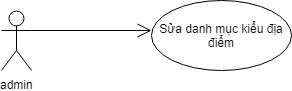 Sửa danh mục kiểu địa
điểm
admin